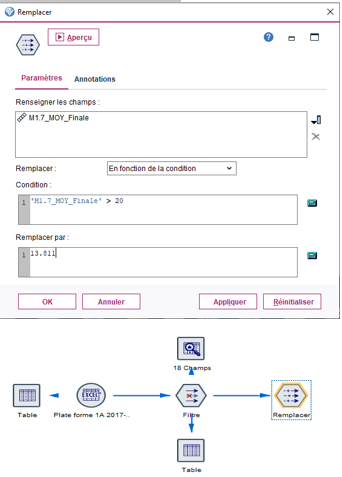 Remplacer
Aperçu
?
Paramètres
Annotations
Renseigner les champs :
M1.7_MOY_Finale
Remplacer :
En fonction de la condition
Condition :
1 'M1.7_MOY_Finale' > 20
Remplacer par :
1 13.811
OK
Annuler
Appliquer
Réinitialiser
18 Champs
EXCEL
Table
Plate forme 1A 2017-..
Filtre
Remplacer
Table